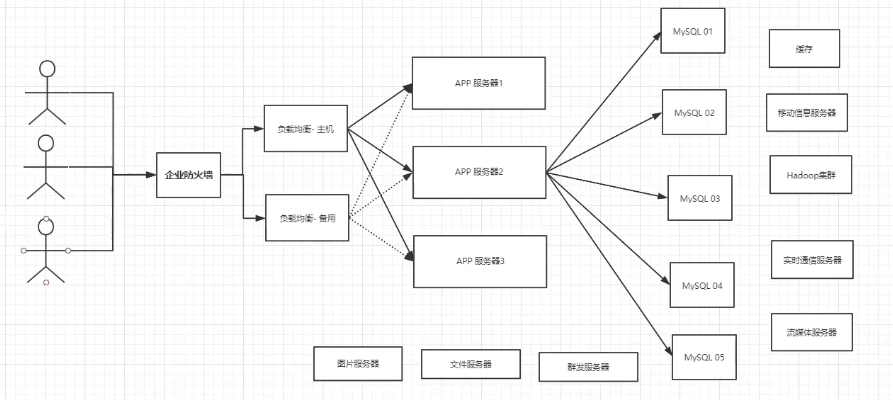 企业防火墙
负载均衡- 主机
负载均衡- 备用
APP 服务器1
APP 服务器2
APP 服务器3
MySQL 01
MySQL 02
MySQL 03
MySQL 04
MySQL 05
缓存
移动信息服务器
Hadoop集群
实时通信服务器
流媒体服务器
图片服务器
文件服务器
群发服务器